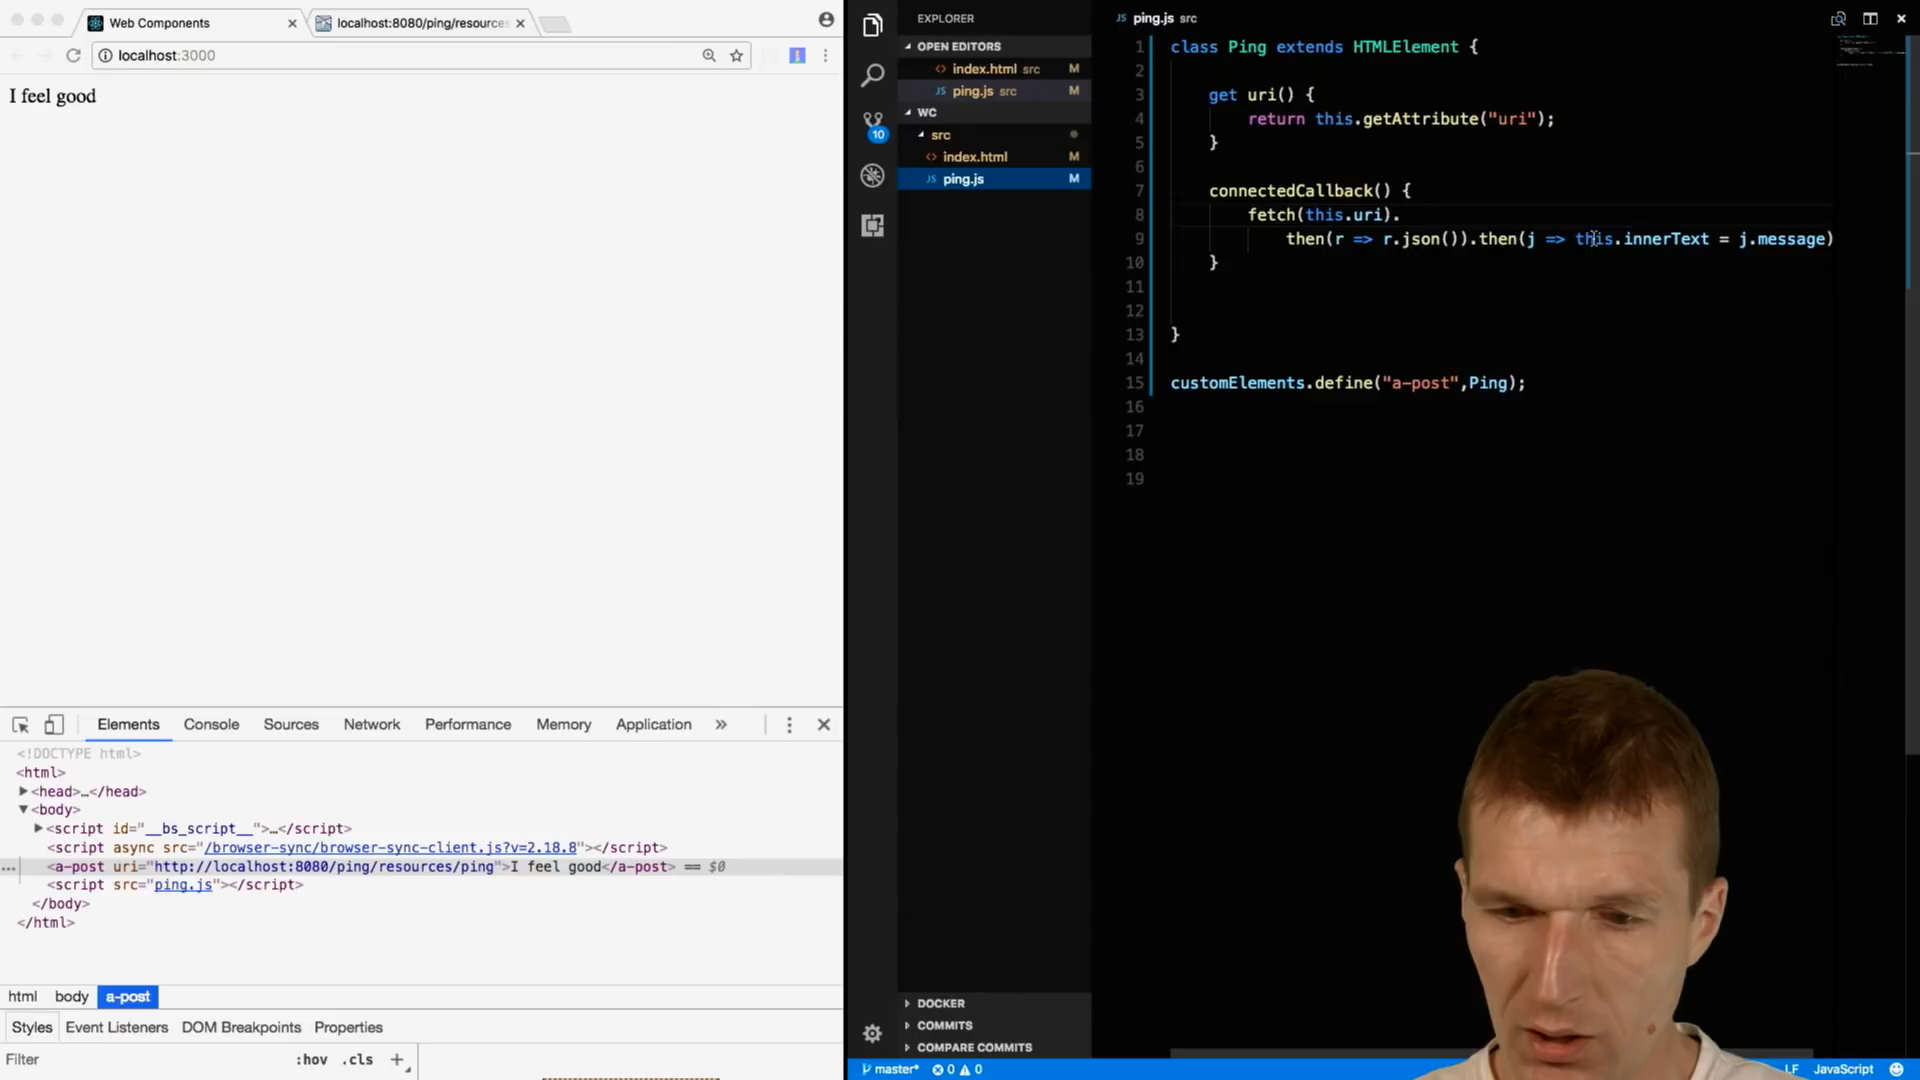 Web Components
localhost:8080/ping/resources
localhost:3000
I feel good
Elements Console Sources Network Performance Memory Application »
<!DOCTYPE html>
<html>
<head>…</head>
<body>
<script id="__bs_script__">…</script>
<script async src="/browser-sync/browser-sync-client.js?v=2.18.8"></script>
<a-post uri="http://localhost:8080/ping/resources/ping">I feel good</a-post> == $0
<script src="ping.js"></script>
</body>
</html>
html body a-post
Styles Event Listeners DOM Breakpoints Properties
Filter :hov .cls +
10
EXPLORER
OPEN EDITORS
index.html src M
JS ping.js src M
WC
src
index.html M
JS ping.js M
DOCKER
COMMITS
COMPARE COMMITS
JS ping.js src
1 class Ping extends HTMLElement {
2
3 get uri() {
4 return this.getAttribute("uri");
5 }
6
7 connectedCallback() {
8 fetch(this.uri).
9 then(r => r.json()).then(j => this.innerText = j.message)
10 }
11
12
13 }
14
15 customElements.define("a-post",Ping);
16
17
18
19
master* 0 0 LF JavaScript